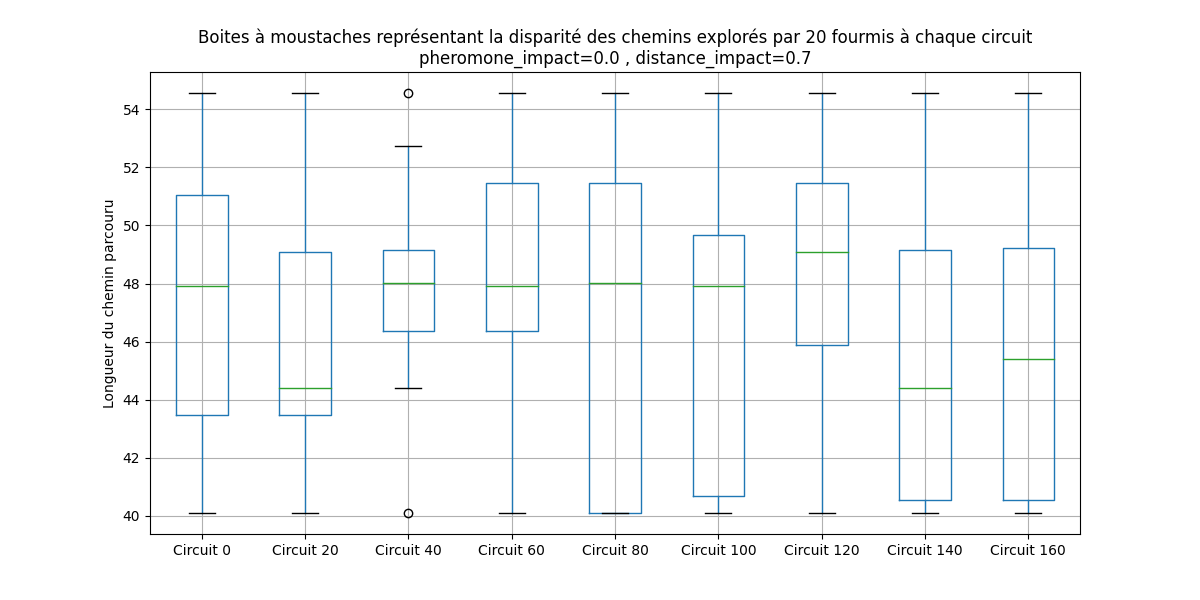 Boites à moustaches représentant la disparité des chemins explorés par 20 fourmis à chaque circuit
pheromone_impact=0.0 , distance_impact=0.7
Longueur du chemin parcouru
54
52
50
48
46
44
42
40
Circuit 0 Circuit 20 Circuit 40 Circuit 60 Circuit 80 Circuit 100 Circuit 120 Circuit 140 Circuit 160